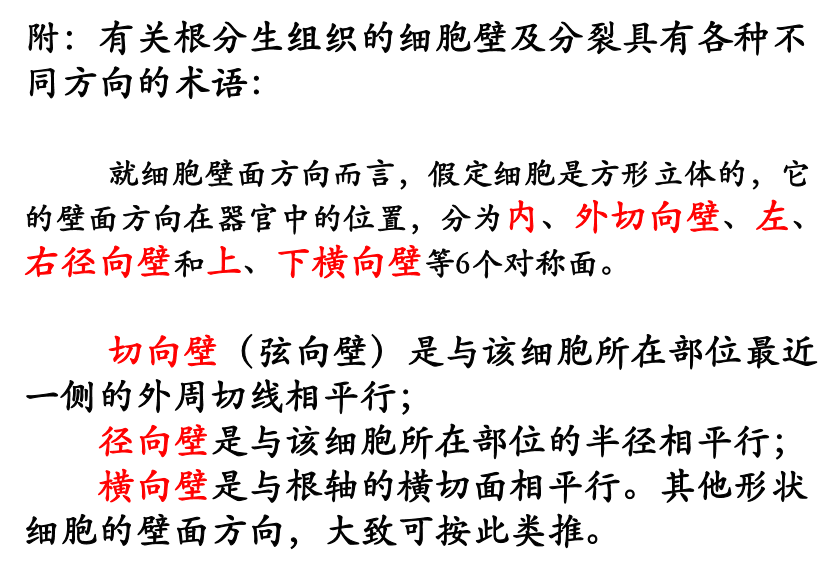 附：有关根分生组织的细胞壁及分裂具有各种不
同方向的术语：
就细胞壁面方向而言，假定细胞是方形立体的，它
的壁面方向在器官中的位置，分为内、外切向壁、左、
右径向壁和上、下横向壁等6个对称面。
切向壁（弦向壁）是与该细胞所在部位最近
一侧的外周切线相平行；
径向壁是与该细胞所在部位的半径相平行；
横向壁是与根轴的横切面相平行。其他形状
细胞的壁面方向，大致可按此类推。